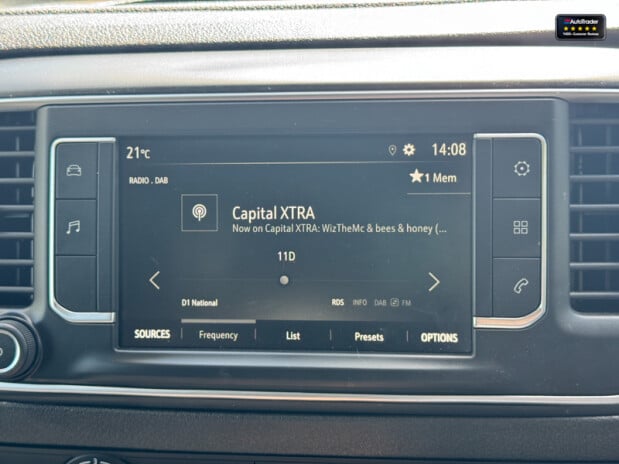 AutoTrader
21°C
14:08
RADIO . DAB
1 Mem
Capital XTRA
Now on Capital XTRA: WizTheMc & bees & honey (...
11D
D1 National
RDS INFO DAB FM
SOURCES Frequency List Presets OPTIONS